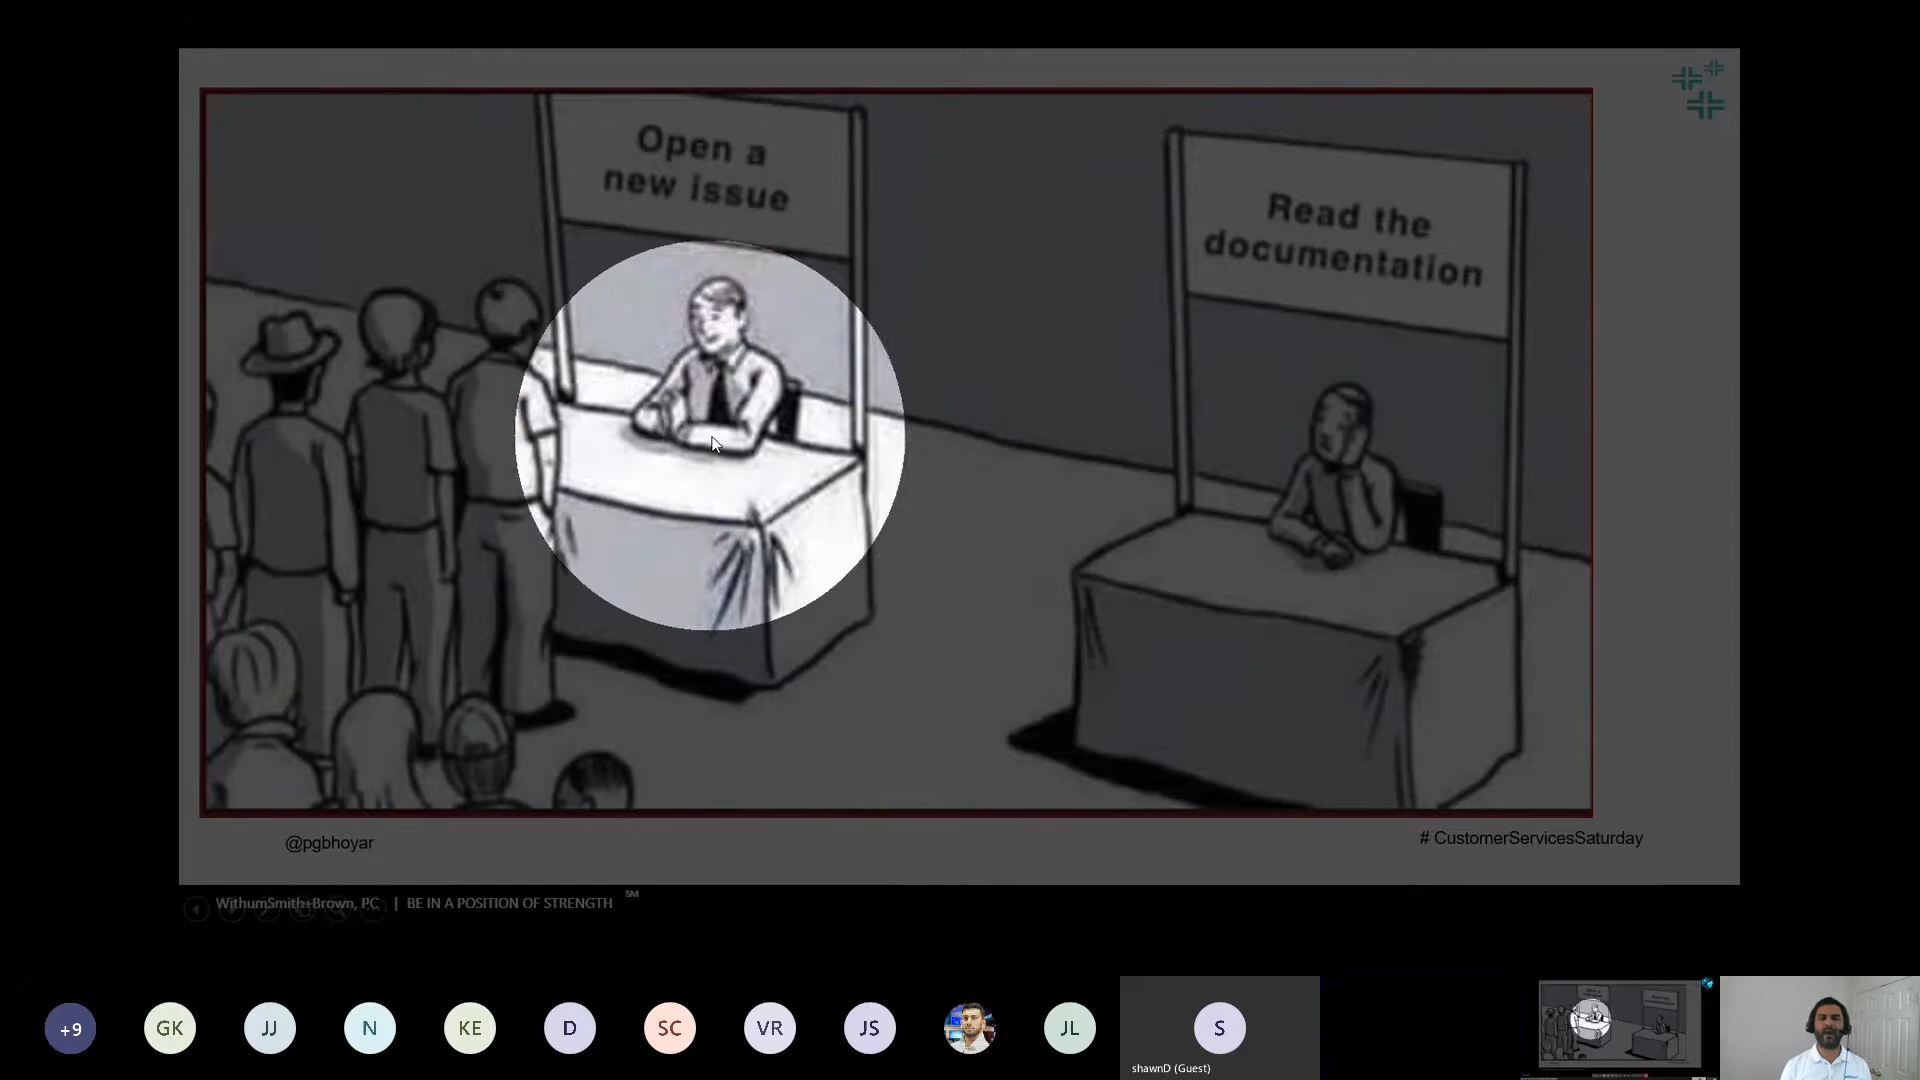 Open a
new issue
Read the
documentation
@pgbhoyar
# CustomerServicesSaturday
WithumSmith+Brown, PC | BE IN A POSITION OF STRENGTH SM
+9
GK
JJ
N
KE
D
SC
VR
JS
JL
S
shawnD (Guest)